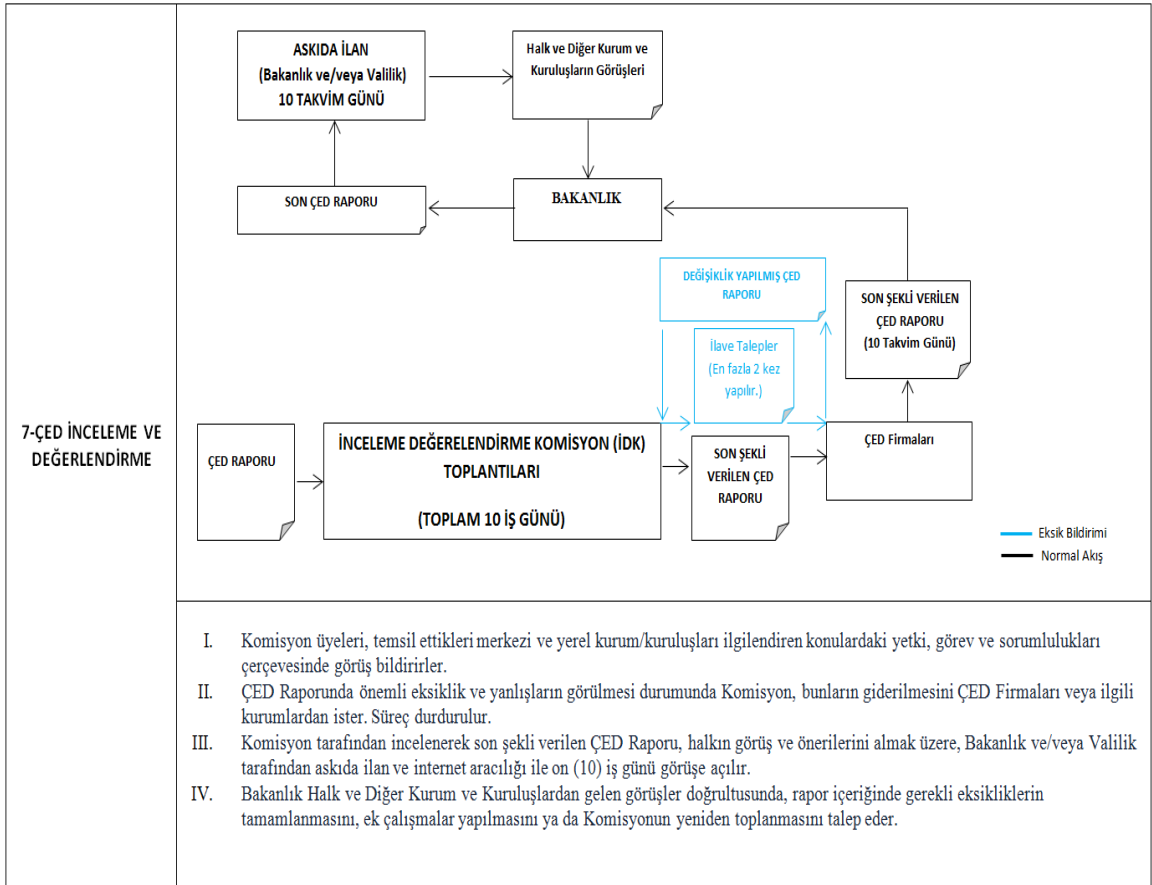 7-ÇED İNCELEME VE
DEĞERLENDİRME
ASKIDA İLAN
(Bakanlık ve/veya Valilik)
10 TAKVİM GÜNÜ
Halk ve Diğer Kurum ve
Kuruluşların Görüşleri
SON ÇED RAPORU
BAKANLIK
DEĞİŞİKLİK YAPILMIŞ ÇED
RAPORU
SON ŞEKLİ VERİLEN
ÇED RAPORU
(10 Takvim Günü)
İlave Talepler
(En fazla 2 kez
yapılır.)
ÇED RAPORU
İNCELEME DEĞERELENDİRME KOMİSYON (İDK)
TOPLANTILARI
(TOPLAM 10 İŞ GÜNÜ)
SON ŞEKLİ
VERİLEN ÇED
RAPORU
ÇED Firmaları
Eksik Bildirimi
Normal Akış
I. Komisyon üyeleri, temsil ettikleri merkezi ve yerel kurum/kuruluşları ilgilendiren konulardaki yetki, görev ve sorumlulukları
çerçevesinde görüş bildirirler.
II. ÇED Raporunda önemli eksiklik ve yanlışların görülmesi durumunda Komisyon, bunların giderilmesini ÇED Firmaları veya ilgili
kurumlardan ister. Süreç durdurulur.
III. Komisyon tarafından incelenerek son şekli verilen ÇED Raporu, halkın görüş ve önerilerini almak üzere, Bakanlık ve/veya Valilik
tarafından askıda ilan ve internet aracılığı ile on (10) iş günü görüşe açılır.
IV. Bakanlık Halk ve Diğer Kurum ve Kuruluşlardan gelen görüşler doğrultusunda, rapor içeriğinde gerekli eksikliklerin
tamamlanmasını, ek çalışmalar yapılmasını ya da Komisyonun yeniden toplanmasını talep eder.